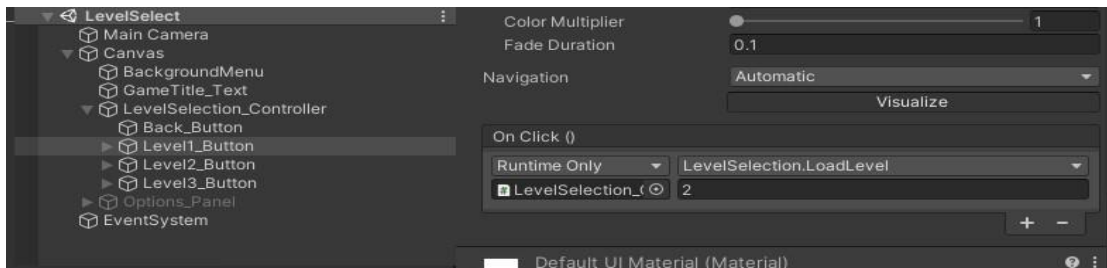 LevelSelect
Main Camera
Canvas
BackgroundMenu
GameTitle_Text
LevelSelection_Controller
Back_Button
Level1_Button
Level2_Button
Level3_Button
Options_Panel
EventSystem
Color Multiplier 1
Fade Duration 0.1
Navigation Automatic
Visualize
On Click ()
Runtime Only LevelSelection.LoadLevel
LevelSelection_( 2
+ −
Default UI Material (Material)